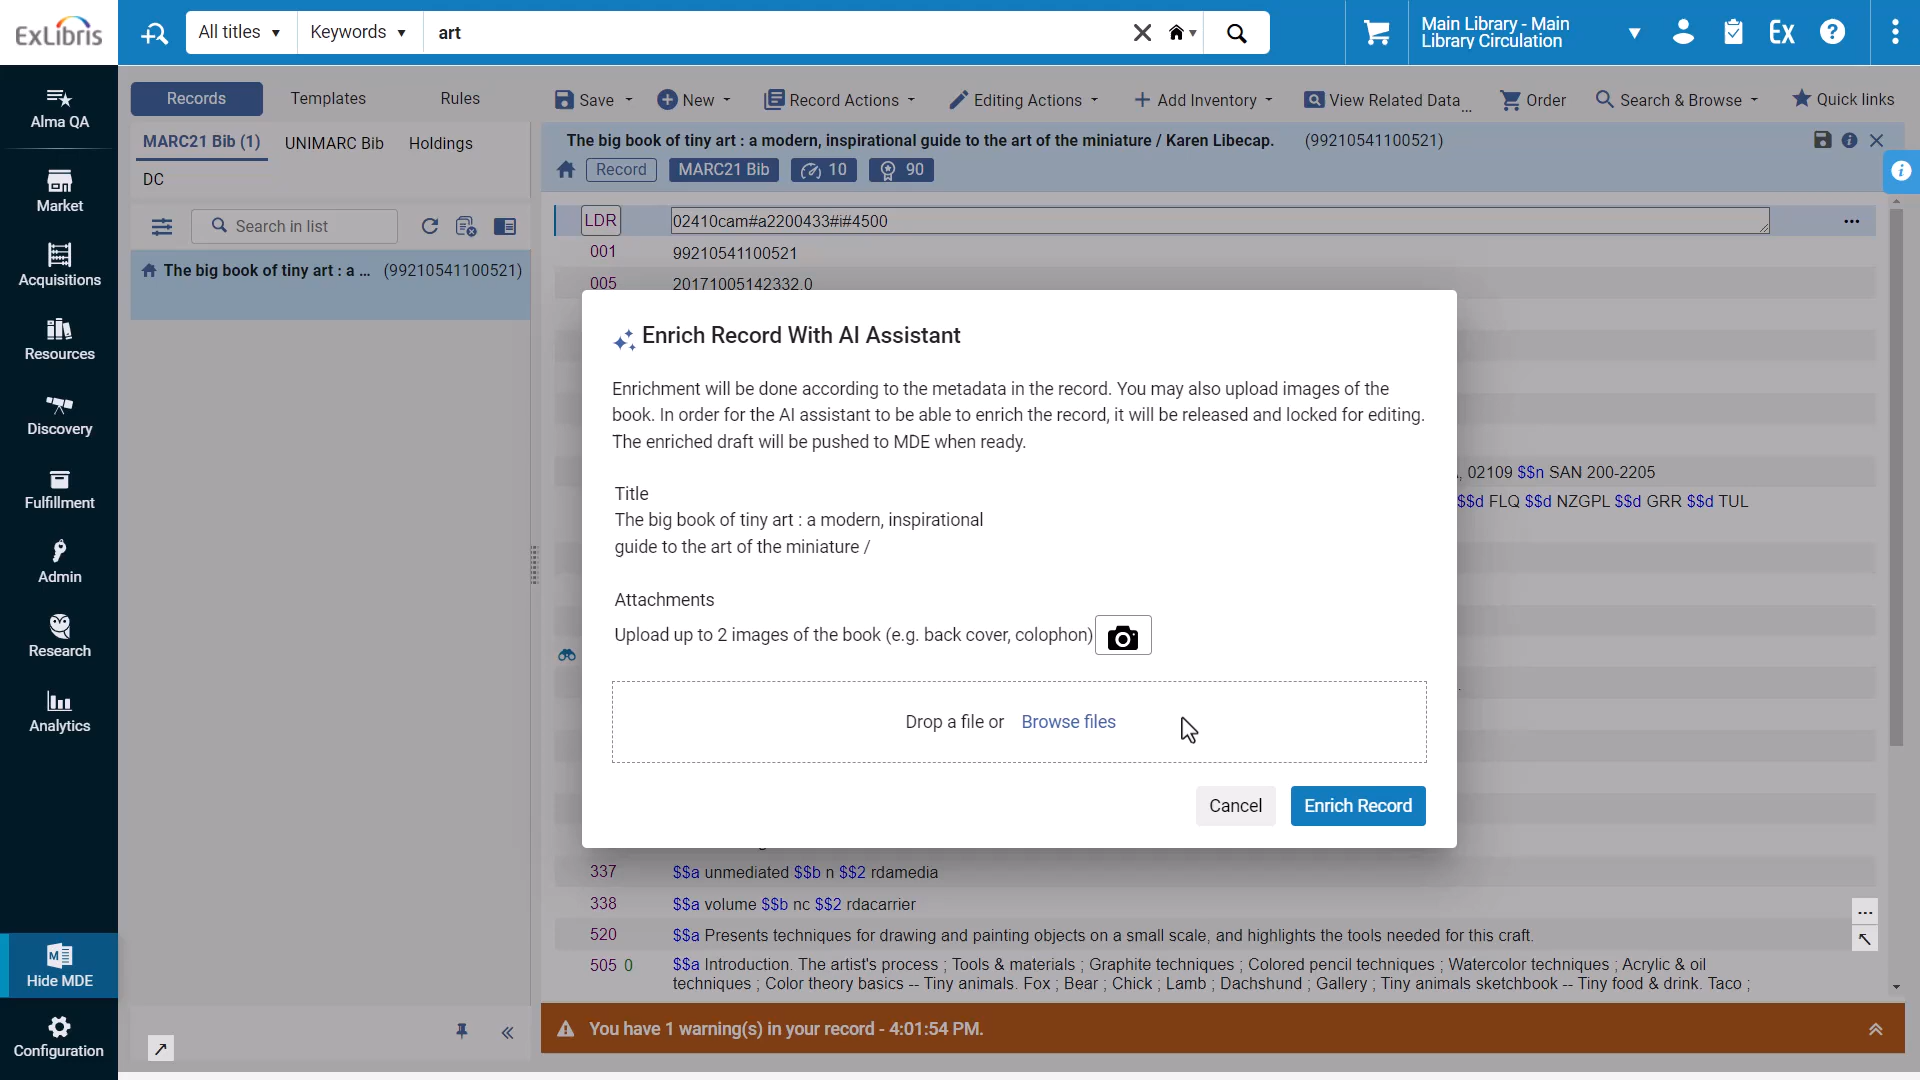 ExLibris
All titles
Keywords
art
Main Library - Main
Library Circulation
Ex
Alma QA
Market
Acquisitions
Resources
Discovery
Fulfillment
Admin
Research
Analytics
Hide MDE
Configuration
Records
Templates
Rules
MARC21 Bib (1)
UNIMARC Bib
Holdings
DC
Search in list
The big book of tiny art : a ... (99210541100521)
Save
New
Record Actions
Editing Actions
Add Inventory
View Related Data
Order
Search & Browse
Quick links
The big book of tiny art : a modern, inspirational guide to the art of the miniature / Karen Libecap. (99210541100521)
Record
MARC21 Bib
10
90
LDR 02410cam#a2200433#i#4500
001 99210541100521
005 20171005142332.0
02109 $$n SAN 200-2205
$$d FLQ $$d NZGPL $$d GRR $$d TUL
Enrich Record With AI Assistant
Enrichment will be done according to the metadata in the record. You may also upload images of the
book. In order for the AI assistant to be able to enrich the record, it will be released and locked for editing.
The enriched draft will be pushed to MDE when ready.
Title
The big book of tiny art : a modern, inspirational
guide to the art of the miniature /
Attachments
Upload up to 2 images of the book (e.g. back cover, colophon)
Drop a file or Browse files
Cancel
Enrich Record
337 $$a unmediated $$b n $$2 rdamedia
338 $$a volume $$b nc $$2 rdacarrier
520 $$a Presents techniques for drawing and painting objects on a small scale, and highlights the tools needed for this craft.
505 0 $$a Introduction. The artist's process ; Tools & materials ; Graphite techniques ; Colored pencil techniques ; Watercolor techniques ; Acrylic & oil
techniques ; Color theory basics -- Tiny animals. Fox ; Bear ; Chick ; Lamb ; Dachshund ; Gallery ; Tiny animals sketchbook -- Tiny food & drink. Taco ;
You have 1 warning(s) in your record - 4:01:54 PM.